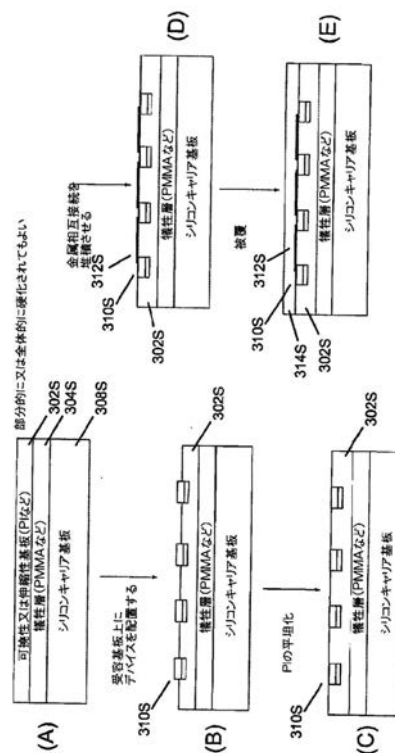 (A)
可撓性又は伸縮性基板(PIなど)
犠牲層(PMMAなど)
シリコンキャリア基板
部分的に又は全体的に硬化されてもよい
302S
304S
308S
受容基板上に
デバイスを配置する
310S
(B)
犠牲層(PMMAなど)
シリコンキャリア基板
302S
PIの平坦化
310S
(C)
犠牲層(PMMAなど)
シリコンキャリア基板
302S
金属相互接続を
堆積させる
312S
310S
302S
犠牲層(PMMAなど)
シリコンキャリア基板
(D)
被覆
312S
310S
314S
302S
犠牲層(PMMAなど)
シリコンキャリア基板
(E)